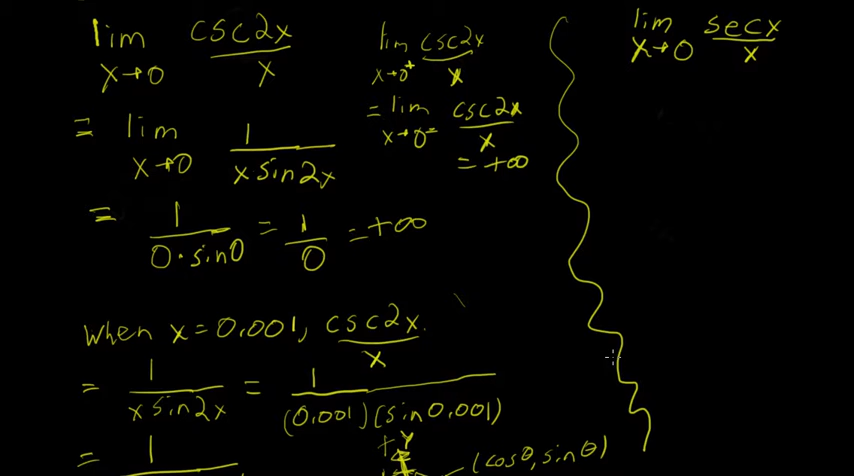 lim x→0 csc2x/x
= lim x→0 1/(x sin2x)
= 1/(0·sin0) = 1/0 = +∞
lim x→0⁺ csc2x/x
= lim x→0⁻ csc2x/x
= +∞
When x=0.001, csc2x/x.
= 1/(x sin2x) = 1/((0.001)(sin0.001))
= 1
+Y
(cosθ, sinθ)
lim x→0 secx/x